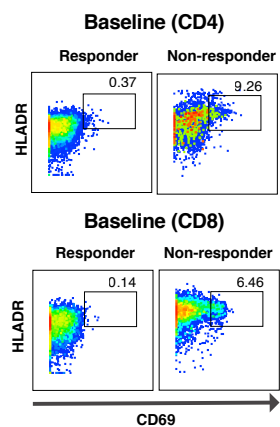 Baseline (CD4)
Responder Non-responder
0.37 9.26
HLADR
Baseline (CD8)
Responder Non-responder
0.14 6.46
HLADR
CD69